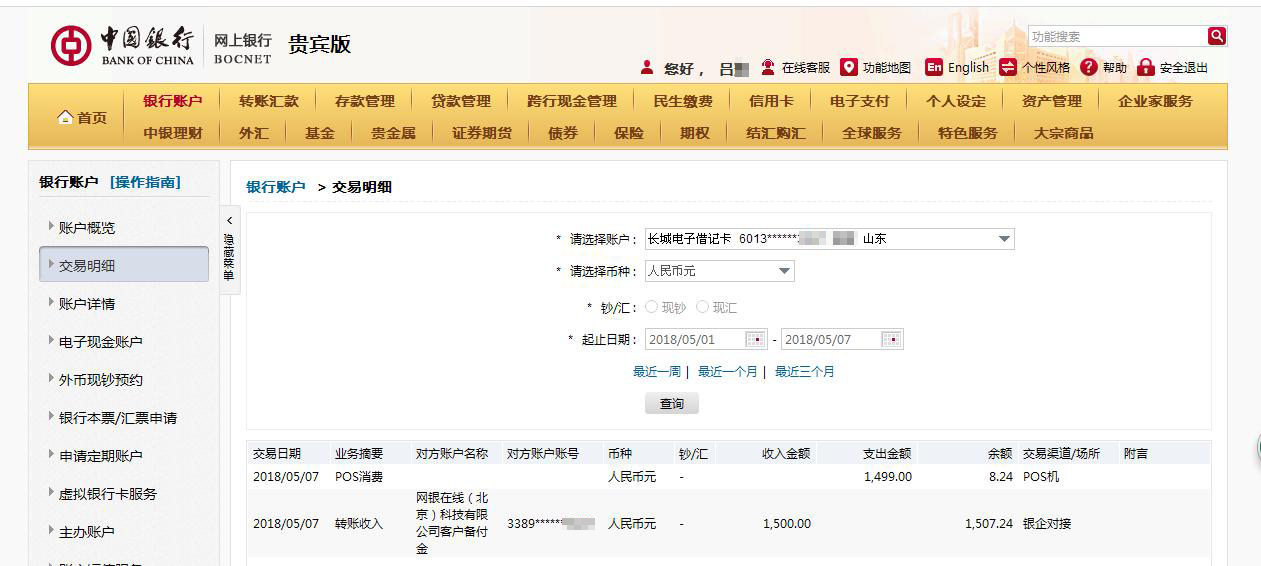 中国银行 网上银行 贵宾版
BANK OF CHINA BOCNET
功能搜索
您好， 吕 在线客服 功能地图 En English 个性风格 ? 帮助 安全退出
首页
银行账户 转账汇款 存款管理 贷款管理 跨行现金管理 民生缴费 信用卡 电子支付 个人设定 资产管理 企业家服务
中银理财 外汇 基金 贵金属 证券期货 债券 保险 期权 结汇购汇 全球服务 特色服务 大宗商品
银行账户 [操作指南]
账户概览
交易明细
账户详情
电子现金账户
外币现钞预约
银行本票/汇票申请
申请定期账户
虚拟银行卡服务
主办账户
<
隐藏菜单
银行账户 > 交易明细
* 请选择账户： 长城电子借记卡 6013****** 山东
* 请选择币种： 人民币元
* 钞/汇： 现钞 现汇
* 起止日期： 2018/05/01 - 2018/05/07
最近一周 | 最近一个月 | 最近三个月
查询
交易日期 业务摘要 对方账户名称 对方账户账号 币种 钞/汇 收入金额 支出金额 余额 交易渠道/场所 附言
2018/05/07 POS消费 人民币元 - 1,499.00 8.24 POS机
网银在线（北
京）科技有限
公司客户备付
金
2018/05/07 转账收入 3389****** 人民币元 - 1,500.00 1,507.24 银企对接